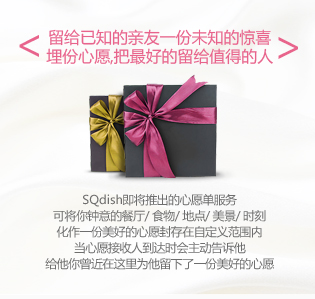 留给已知的亲友一份未知的惊喜
埋份心愿,把最好的留给值得的人
SQdish即将推出的心愿单服务
可将你钟意的餐厅/ 食物/ 地点/ 美景/ 时刻
化作一份美好的心愿封存在自定义范围内
当心愿接收人到达时会主动告诉他
给他你曾近在这里为他留下了一份美好的心愿